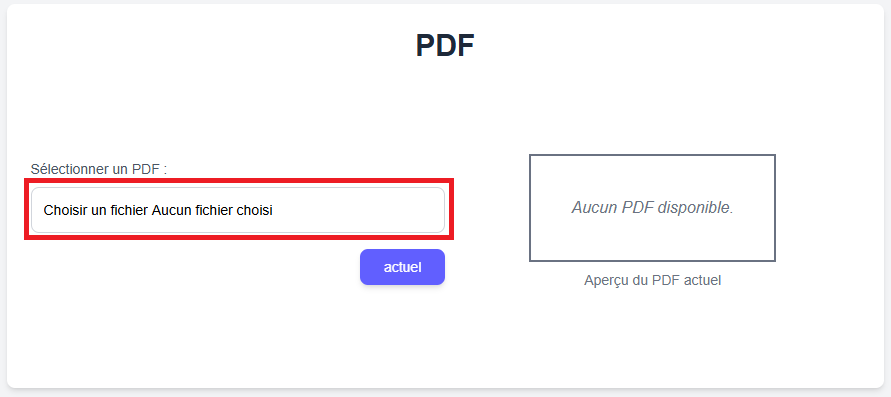 PDF
Sélectionner un PDF :
Choisir un fichier Aucun fichier choisi
actuel
Aucun PDF disponible.
Aperçu du PDF actuel